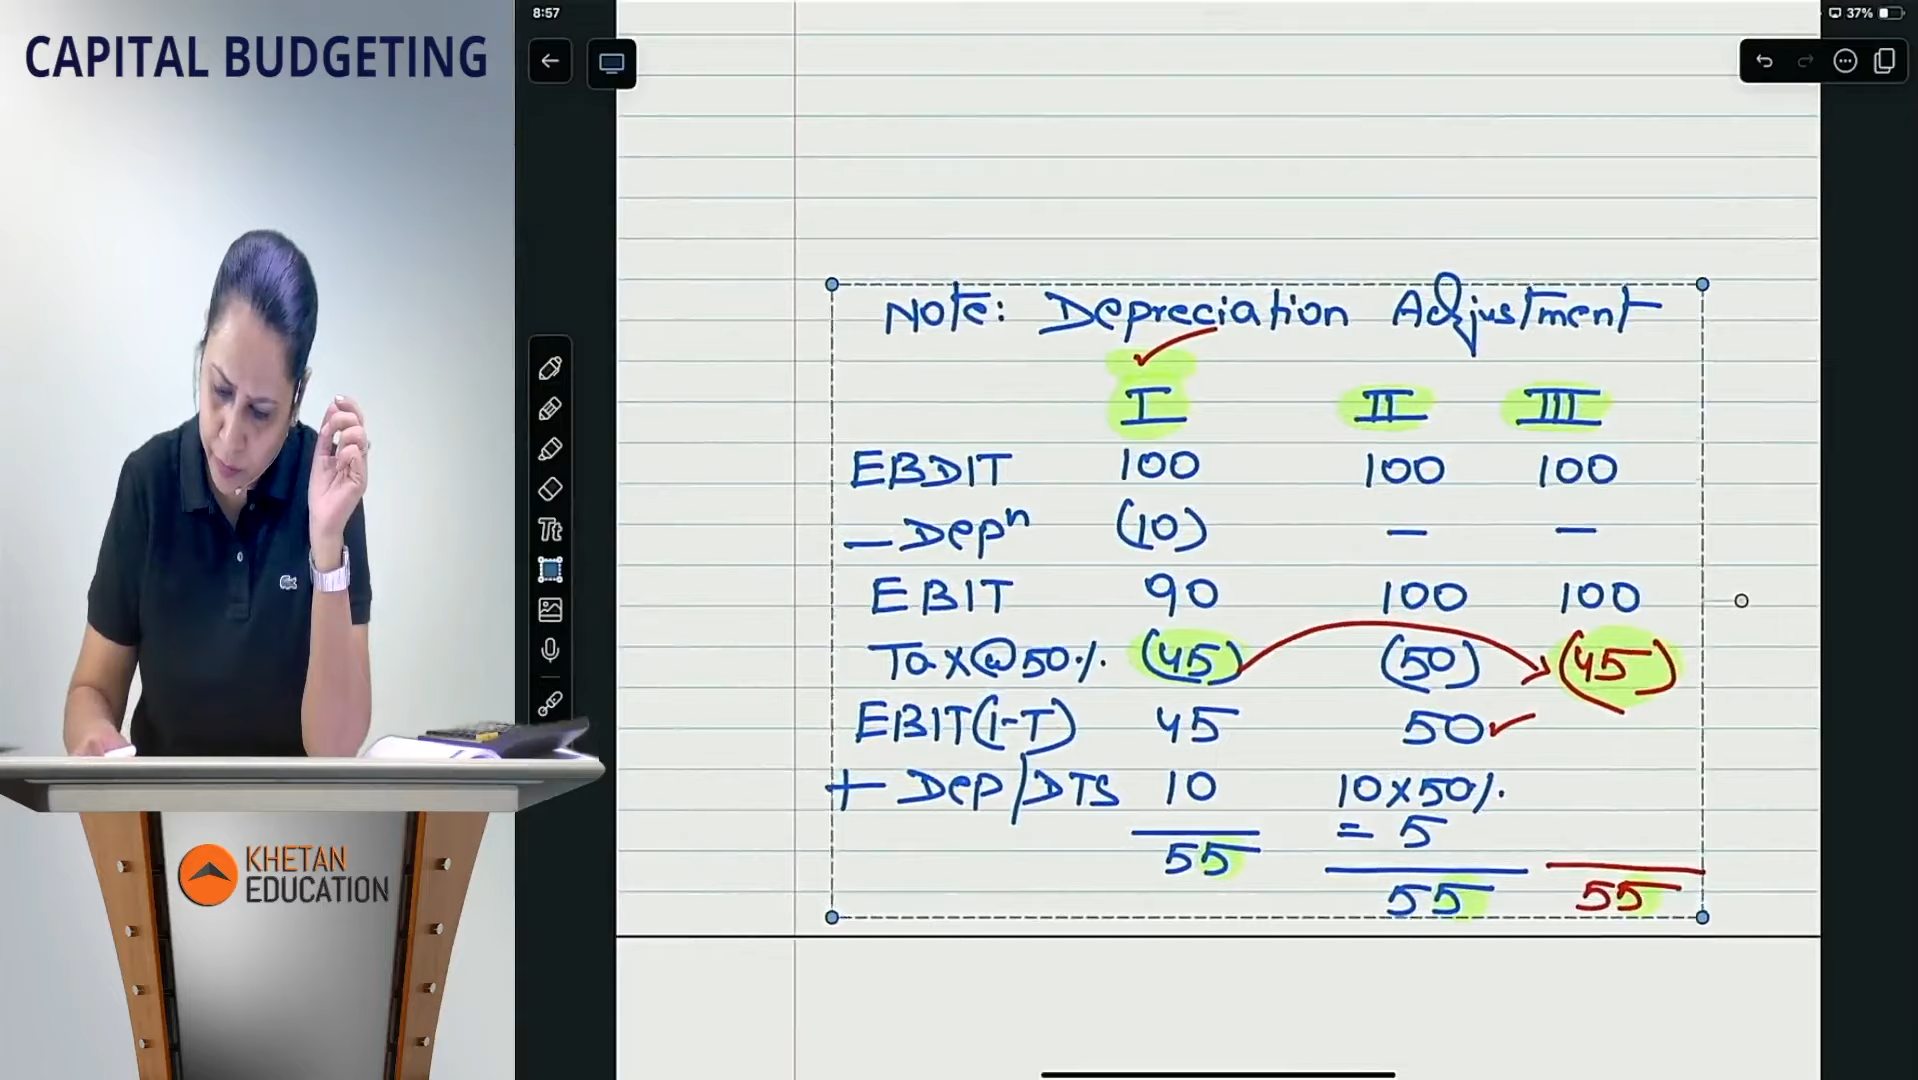 CAPITAL BUDGETING
8:57
37%
Tt
Note: Depreciation Adjustment
I II III
EBDIT 100 100 100
— Depⁿ (10) — —
EBIT 90 100 100
Tax@50% (45) (50) (45)
EBIT(1-T) 45 50
+ Dep/DTS 10 10x50%
= 5
55 55 55
KHETAN
EDUCATION